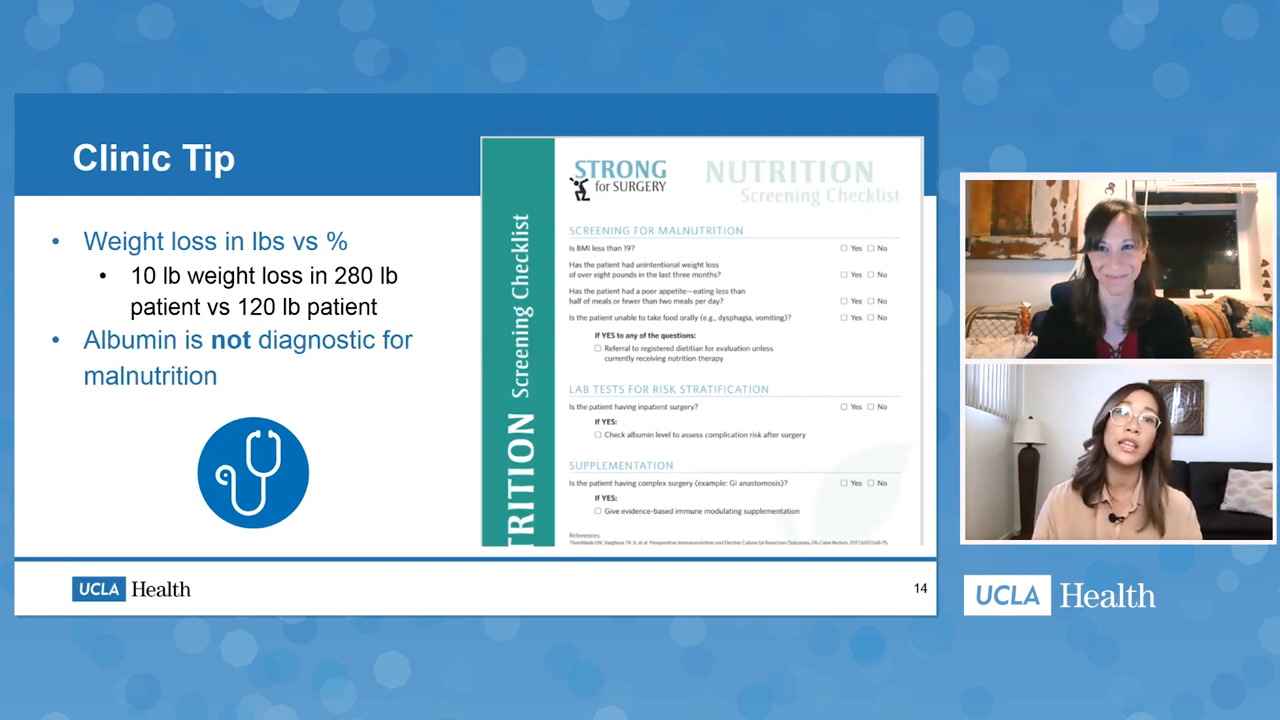 Clinic Tip
• Weight loss in lbs vs %
• 10 lb weight loss in 280 lb
patient vs 120 lb patient
• Albumin is not diagnostic for
malnutrition
TRITION Screening Checklist
STRONG
for SURGERY
NUTRITION
Screening Checklist
SCREENING FOR MALNUTRITION
Is BMI less than 19? ☐ Yes ☐ No
Has the patient had unintentional weight loss
of over eight pounds in the last three months? ☐ Yes ☐ No
Has the patient had a poor appetite—eating less than
half of meals or fewer than two meals per day? ☐ Yes ☐ No
Is the patient unable to take food orally (e.g., dysphagia, vomiting)? ☐ Yes ☐ No
If YES to any of the questions:
☐ Referral to registered dietitian for evaluation unless
currently receiving nutrition therapy
LAB TESTS FOR RISK STRATIFICATION
Is the patient having inpatient surgery? ☐ Yes ☐ No
If YES:
☐ Check albumin level to assess complication risk after surgery
SUPPLEMENTATION
Is the patient having complex surgery (example: GI anastomosis)? ☐ Yes ☐ No
If YES:
☐ Give evidence-based immune modulating supplementation
References:
UCLA Health
14
UCLA Health